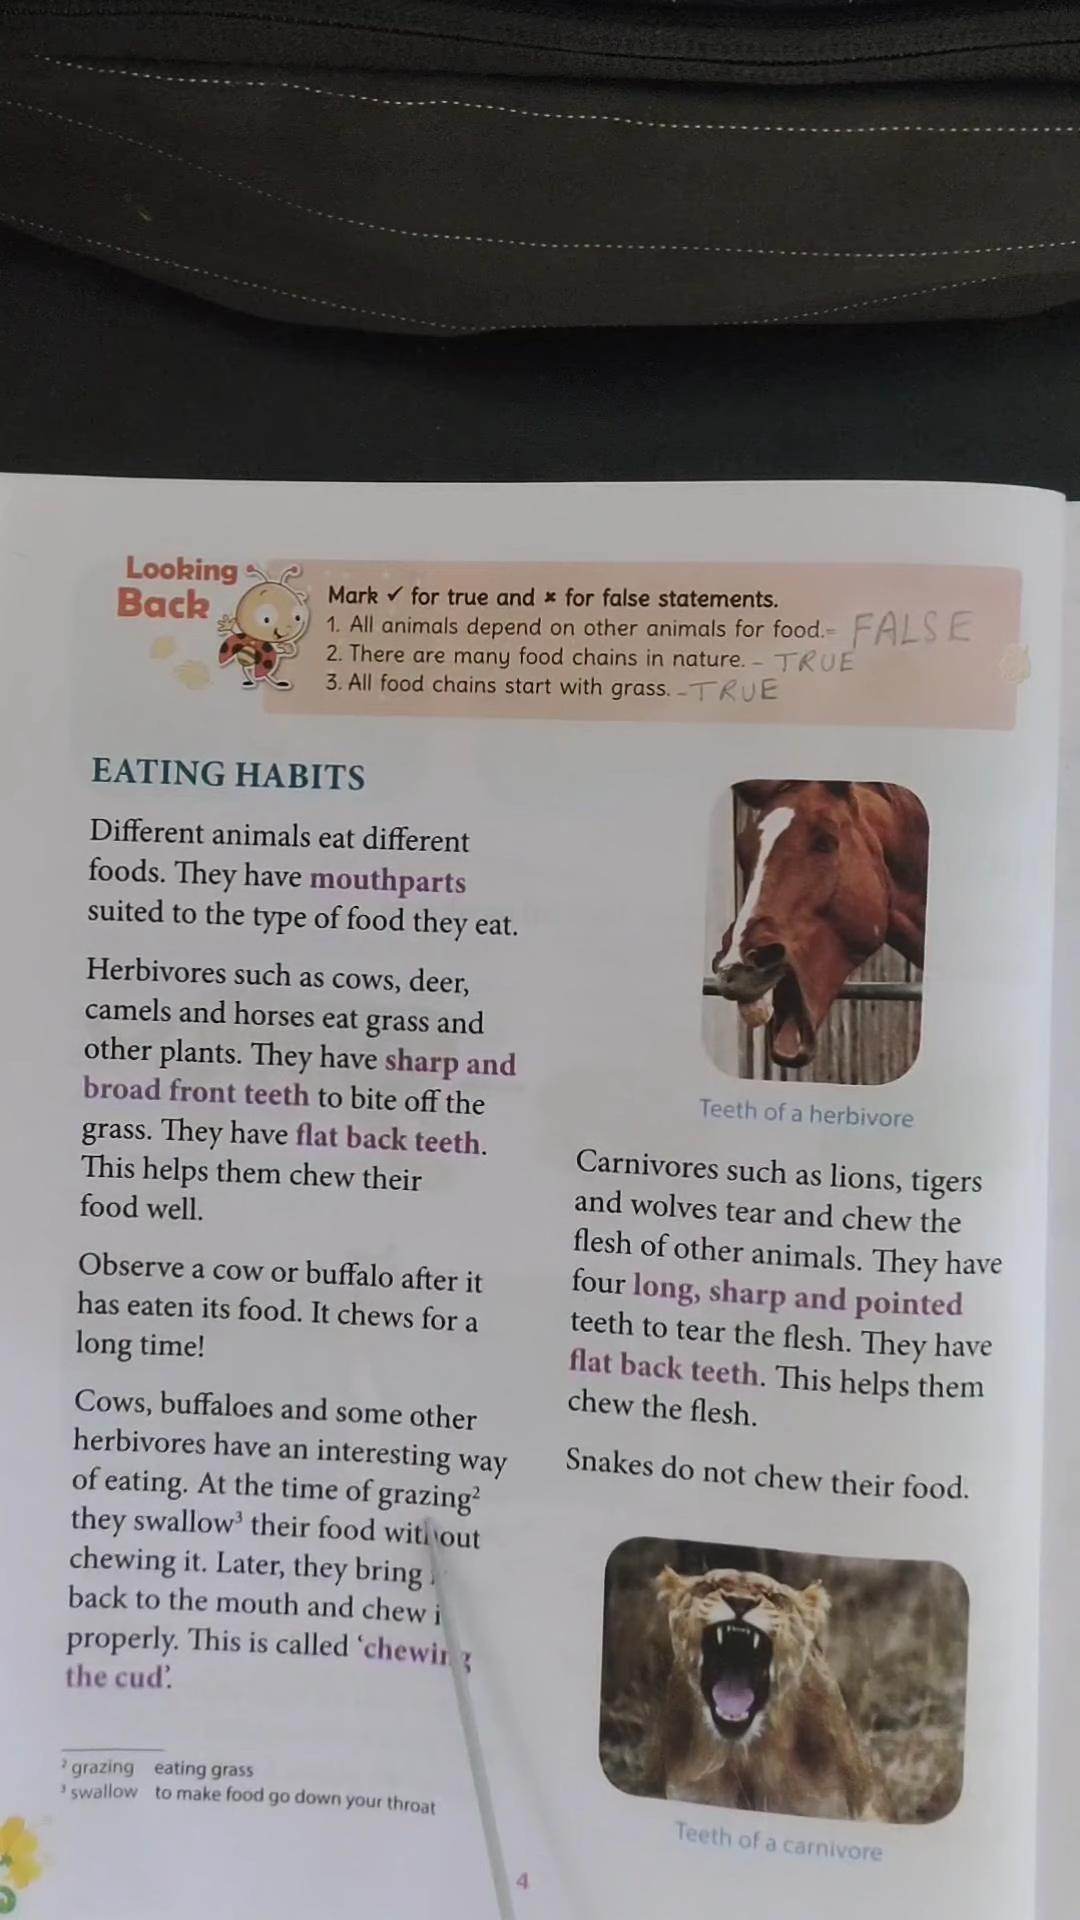 Looking
Back
Mark ✓ for true and × for false statements.
1. All animals depend on other animals for food.- FALSE
2. There are many food chains in nature. - TRUE
3. All food chains start with grass. -TRUE
EATING HABITS
Different animals eat different
foods. They have mouthparts
suited to the type of food they eat.
Herbivores such as cows, deer,
camels and horses eat grass and
other plants. They have sharp and
broad front teeth to bite off the
grass. They have flat back teeth.
This helps them chew their
food well.
Observe a cow or buffalo after it
has eaten its food. It chews for a
long time!
Cows, buffaloes and some other
herbivores have an interesting way
of eating. At the time of grazing²
they swallow³ their food without
chewing it. Later, they bring
back to the mouth and chew
properly. This is called ‘chewing
the cud’.
² grazing eating grass
³ swallow to make food go down your throat
Teeth of a herbivore
Carnivores such as lions, tigers
and wolves tear and chew the
flesh of other animals. They have
four long, sharp and pointed
teeth to tear the flesh. They have
flat back teeth. This helps them
chew the flesh.
Snakes do not chew their food.
Teeth of a carnivore
4